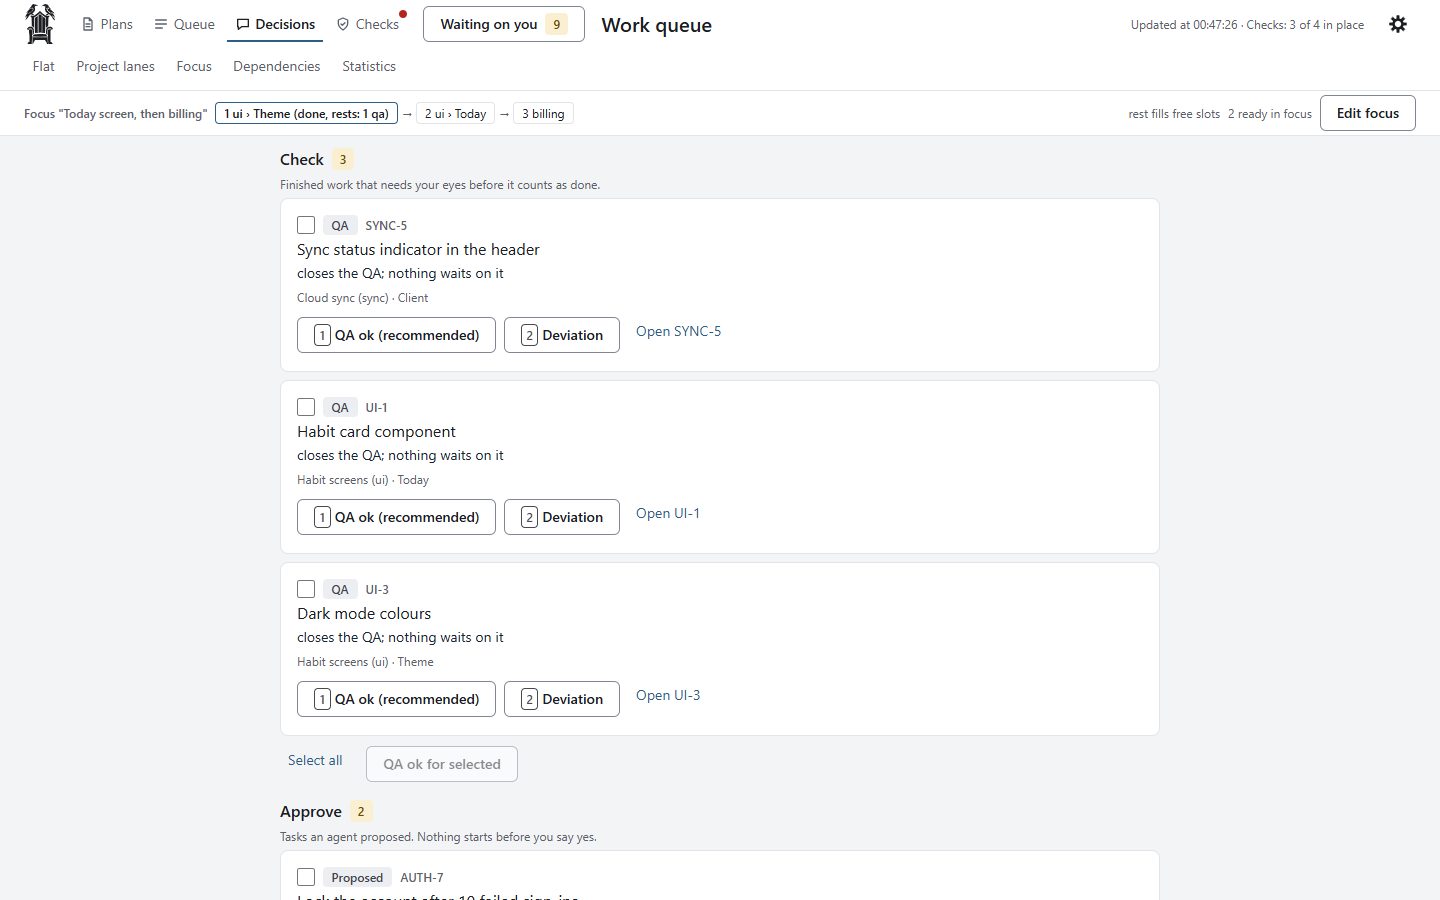 Plans
Queue
Decisions
Checks
Waiting on you 9
Work queue
Updated at 00:47:26 · Checks: 3 of 4 in place
Flat
Project lanes
Focus
Dependencies
Statistics
Focus "Today screen, then billing" 1 ui › Theme (done, rests: 1 qa) → 2 ui › Today → 3 billing
rest fills free slots 2 ready in focus Edit focus
Check 3
Finished work that needs your eyes before it counts as done.
QA SYNC-5
Sync status indicator in the header
closes the QA; nothing waits on it
Cloud sync (sync) · Client
1 QA ok (recommended) 2 Deviation Open SYNC-5
QA UI-1
Habit card component
closes the QA; nothing waits on it
Habit screens (ui) · Today
1 QA ok (recommended) 2 Deviation Open UI-1
QA UI-3
Dark mode colours
closes the QA; nothing waits on it
Habit screens (ui) · Theme
1 QA ok (recommended) 2 Deviation Open UI-3
Select all QA ok for selected
Approve 2
Tasks an agent proposed. Nothing starts before you say yes.
Proposed AUTH-7
Lock the account after 10 failed sign-ins